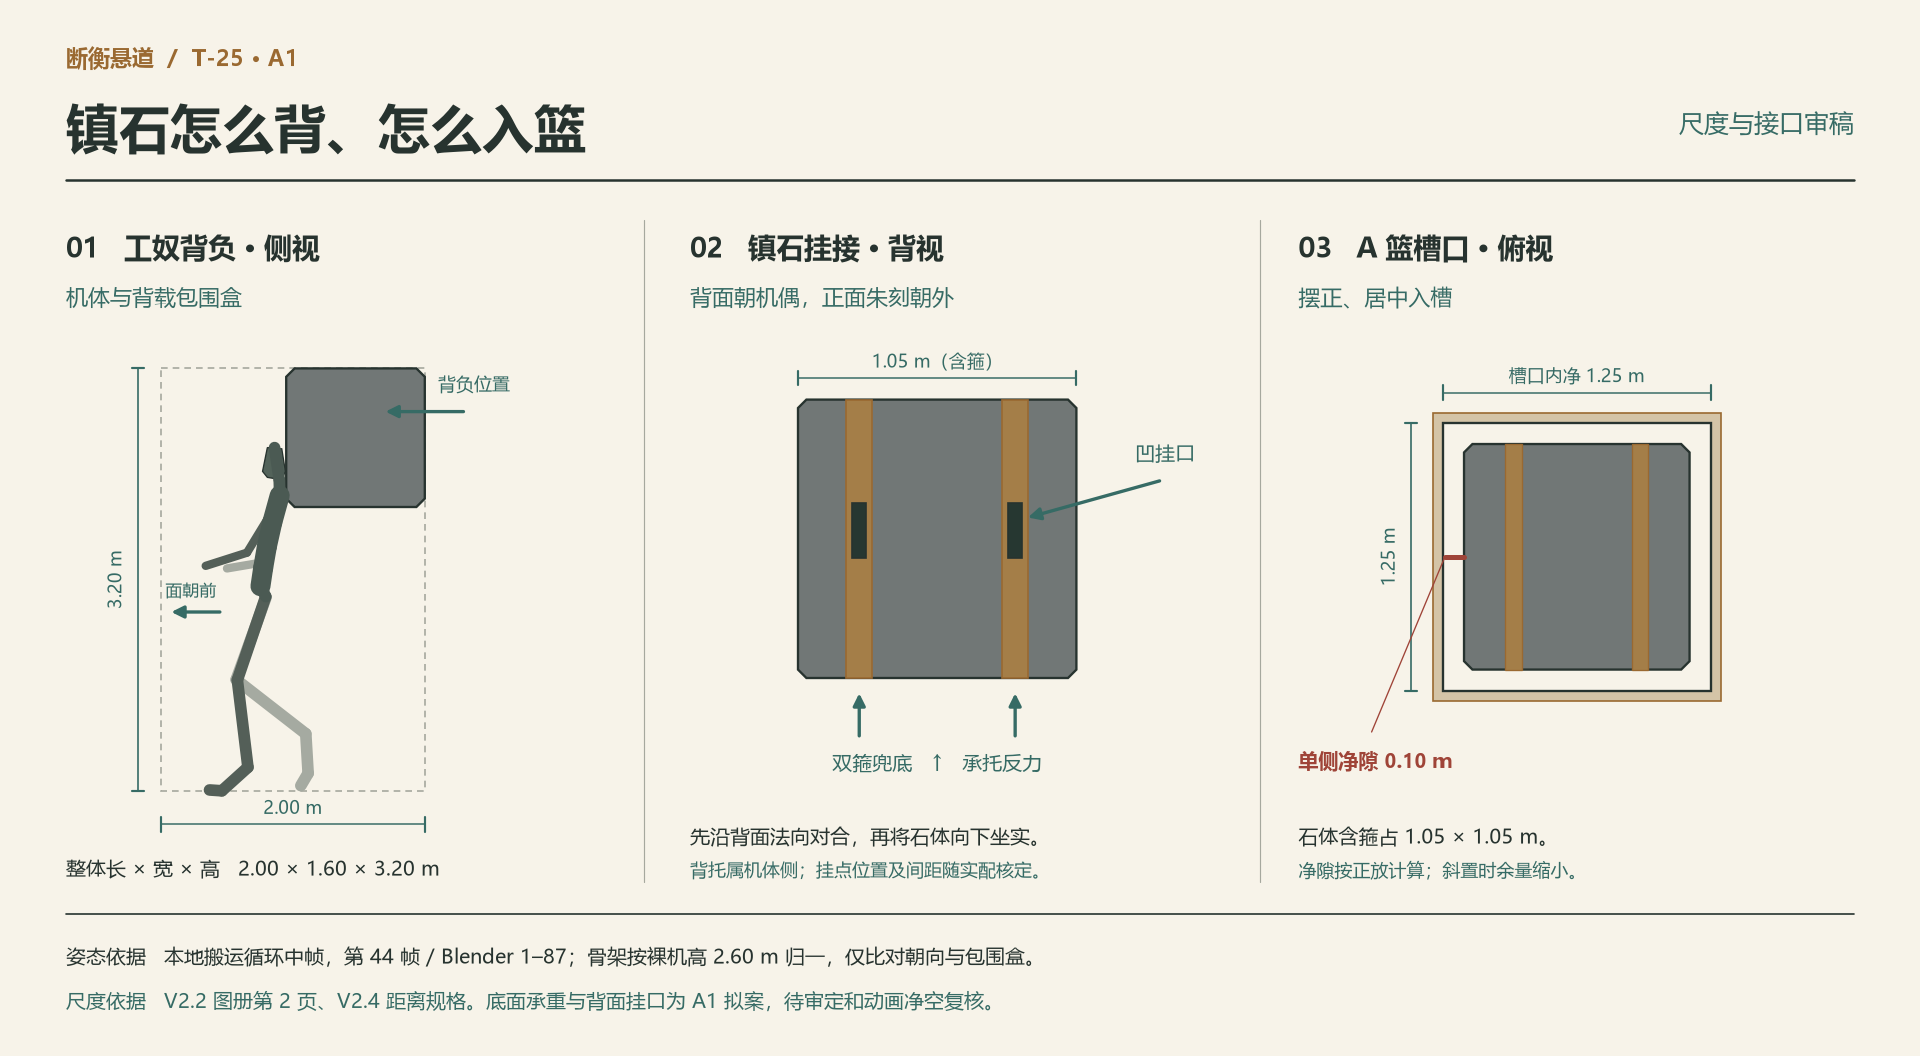 断衡悬道 / T-25 · A1
镇石怎么背、怎么入篮
尺度与接口审稿
01 工奴背负 · 侧视
机体与背载包围盒
背负位置
3.20 m
面朝前
2.00 m
整体长 × 宽 × 高 2.00 × 1.60 × 3.20 m
02 镇石挂接 · 背视
背面朝机偶，正面朱刻朝外
1.05 m（含箍）
凹挂口
双箍兜底 ↑ 承托反力
先沿背面法向对合，再将石体向下坐实。
背托属机体侧；挂点位置及间距随实配核定。
03 A 篮槽口 · 俯视
摆正、居中入槽
槽口内净 1.25 m
1.25 m
单侧净隙 0.10 m
石体含箍占 1.05 × 1.05 m。
净隙按正放计算；斜置时余量缩小。
姿态依据 本地搬运循环中帧，第 44 帧 / Blender 1–87；骨架按裸机高 2.60 m 归一，仅比对朝向与包围盒。
尺度依据 V2.2 图册第 2 页、V2.4 距离规格。底面承重与背面挂口为 A1 拟案，待审定和动画净空复核。